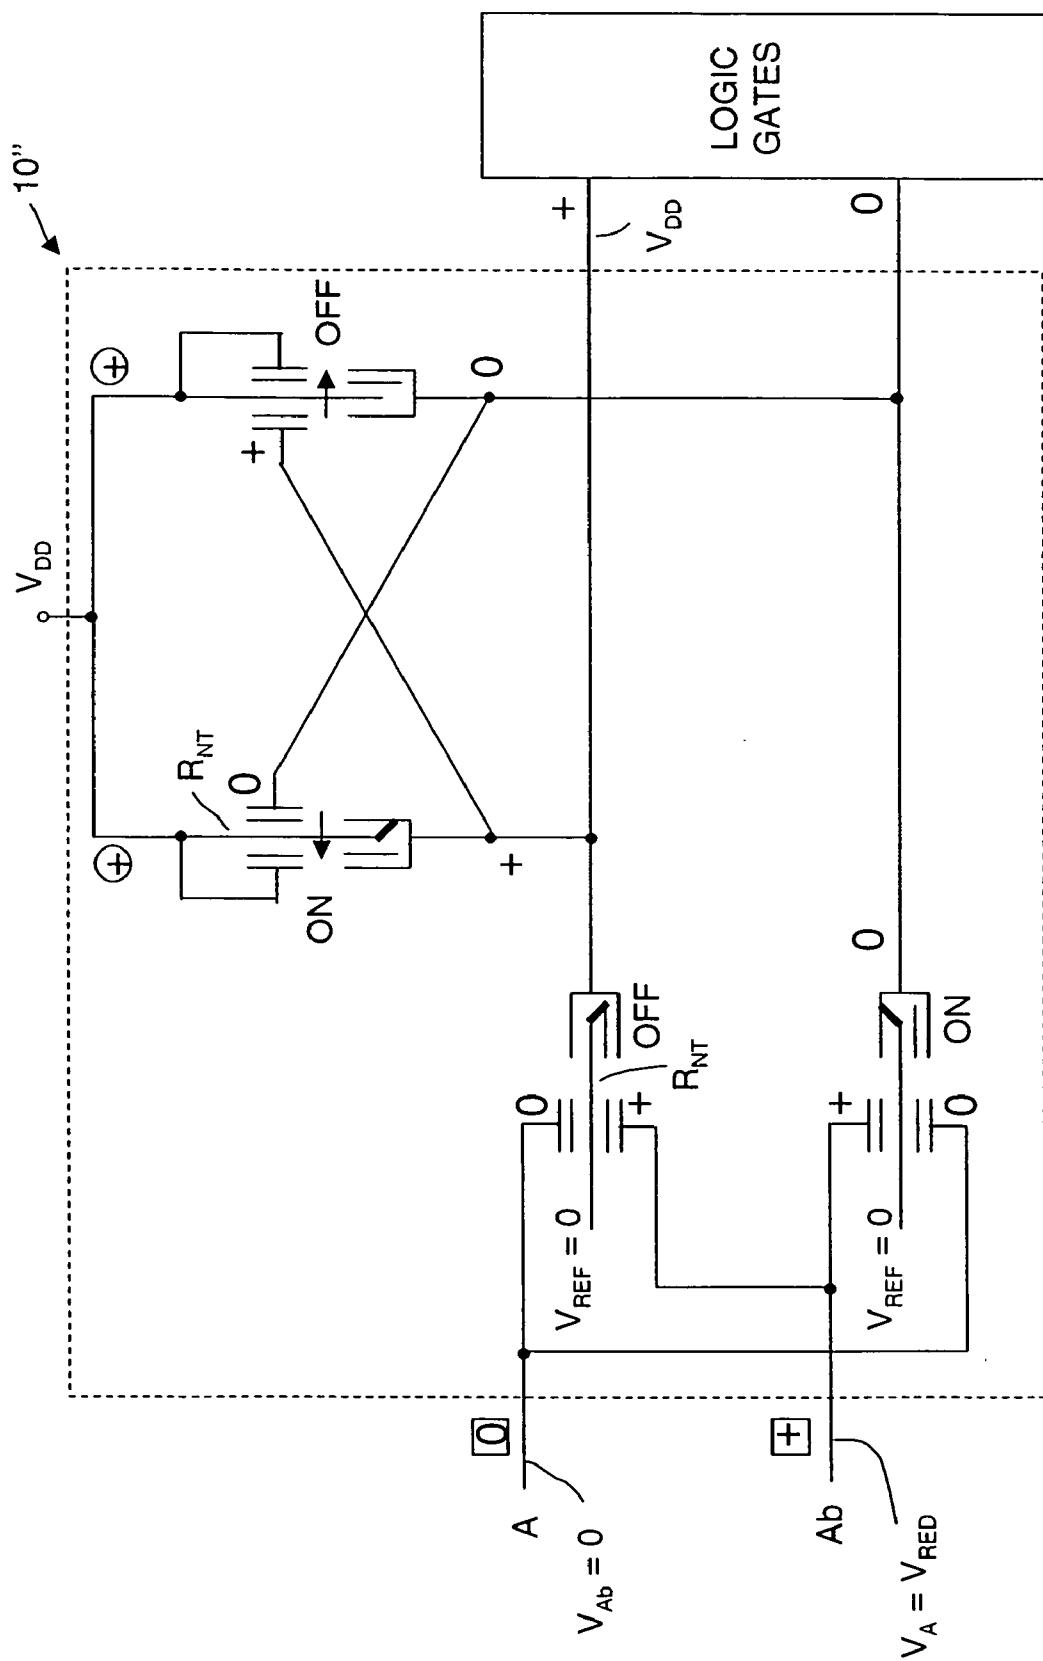 10"
V_DD
+
+
R_NT
0
+
ON
OFF
+
0
+
V_DD
0
LOGIC
GATES
0
+
V_REF = 0
R_NT
OFF
0
+
0
V_REF = 0
ON
0
A
V_Ab = 0
+
Ab
V_A = V_RED